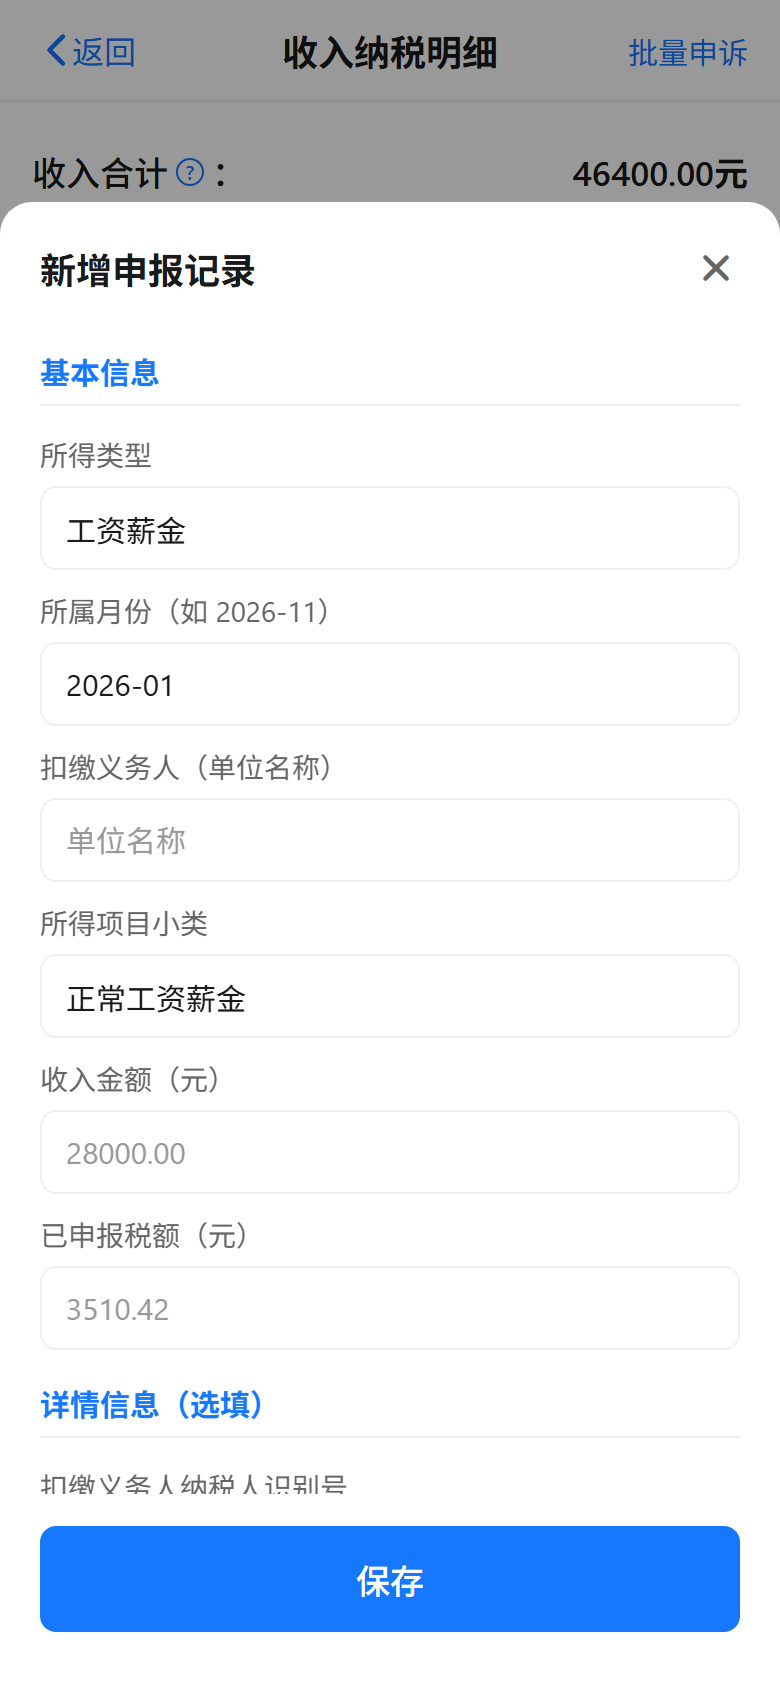 返回
收入纳税明细
批量申诉
收入合计 ? ：
46400.00元
新增申报记录
基本信息
所得类型
工资薪金
所属月份（如 2026-11）
2026-01
扣缴义务人（单位名称）
单位名称
所得项目小类
正常工资薪金
收入金额（元）
28000.00
已申报税额（元）
3510.42
详情信息（选填）
扣缴义务人纳税人识别号
保存